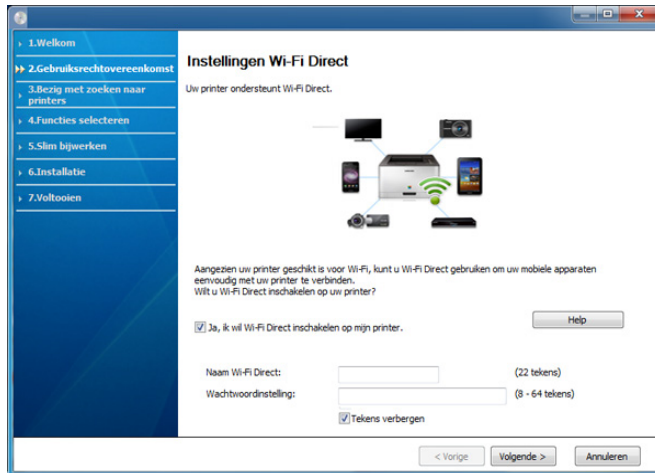 1.Welkom
2.Gebruiksrechtovereenkomst
3.Bezig met zoeken naar
printers
4.Functies selecteren
5.Slim bijwerken
6.Installatie
7.Voltooien
Instellingen Wi-Fi Direct
Uw printer ondersteunt Wi-Fi Direct.
Aangezien uw printer geschikt is voor Wi-Fi, kunt u Wi-Fi Direct gebruiken om uw mobiele apparaten
eenvoudig met uw printer te verbinden.
Wilt u Wi-Fi Direct inschakelen op uw printer?
Ja, ik wil Wi-Fi Direct inschakelen op mijn printer.
Help
Naam Wi-Fi Direct: (22 tekens)
Wachtwoordinstelling: (8 - 64 tekens)
Tekens verbergen
< Vorige Volgende > Annuleren